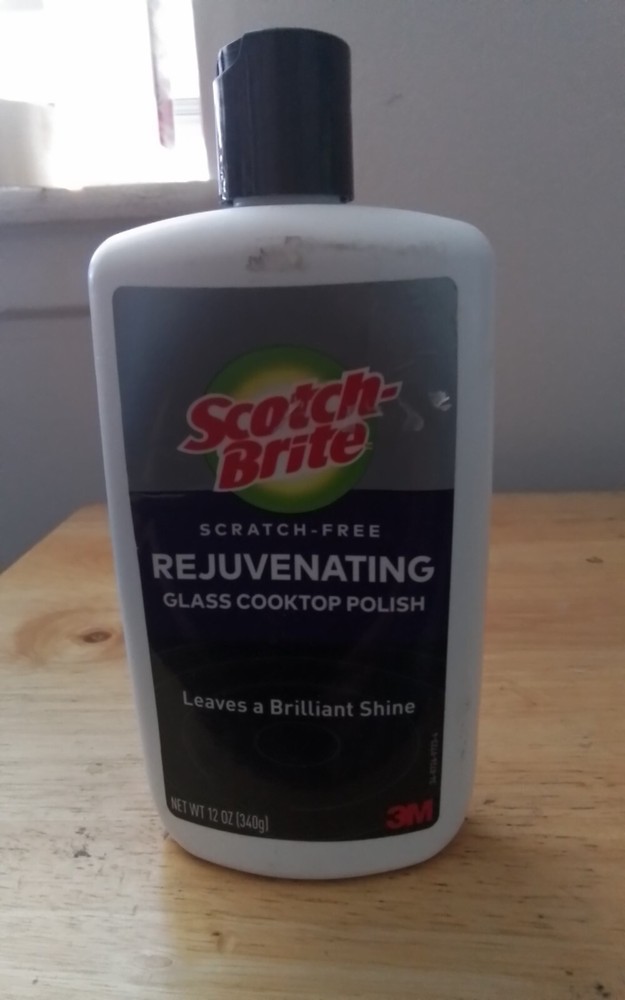 Scotch-
Brite
SCRATCH-FREE
REJUVENATING
GLASS COOKTOP POLISH
Leaves a Brilliant Shine
NET WT 12 OZ (340g)
3M